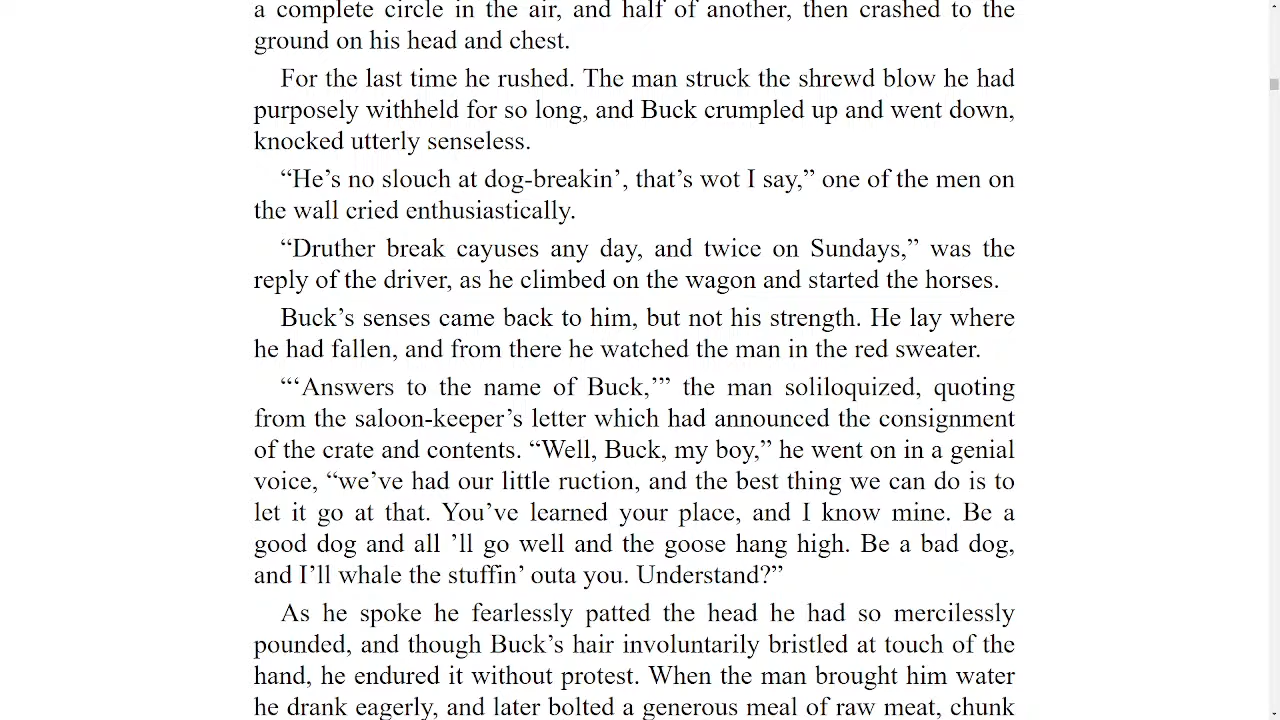 a complete circle in the air, and half of another, then crashed to the
ground on his head and chest.
For the last time he rushed. The man struck the shrewd blow he had
purposely withheld for so long, and Buck crumpled up and went down,
knocked utterly senseless.
“He’s no slouch at dog-breakin’, that’s wot I say,” one of the men on
the wall cried enthusiastically.
“Druther break cayuses any day, and twice on Sundays,” was the
reply of the driver, as he climbed on the wagon and started the horses.
Buck’s senses came back to him, but not his strength. He lay where
he had fallen, and from there he watched the man in the red sweater.
“‘Answers to the name of Buck,’” the man soliloquized, quoting
from the saloon-keeper’s letter which had announced the consignment
of the crate and contents. “Well, Buck, my boy,” he went on in a genial
voice, “we’ve had our little ruction, and the best thing we can do is to
let it go at that. You’ve learned your place, and I know mine. Be a
good dog and all ’ll go well and the goose hang high. Be a bad dog,
and I’ll whale the stuffin’ outa you. Understand?”
As he spoke he fearlessly patted the head he had so mercilessly
pounded, and though Buck’s hair involuntarily bristled at touch of the
hand, he endured it without protest. When the man brought him water
he drank eagerly, and later bolted a generous meal of raw meat, chunk